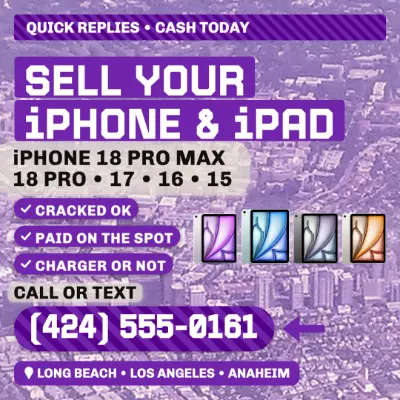 QUICK REPLIES • CASH TODAY
SELL YOUR
iPHONE & iPAD
iPHONE 18 PRO MAX
18 PRO • 17 • 16 • 15
CRACKED OK
PAID ON THE SPOT
CHARGER OR NOT
CALL OR TEXT
(424) 555-0161
LONG BEACH • LOS ANGELES • ANAHEIM